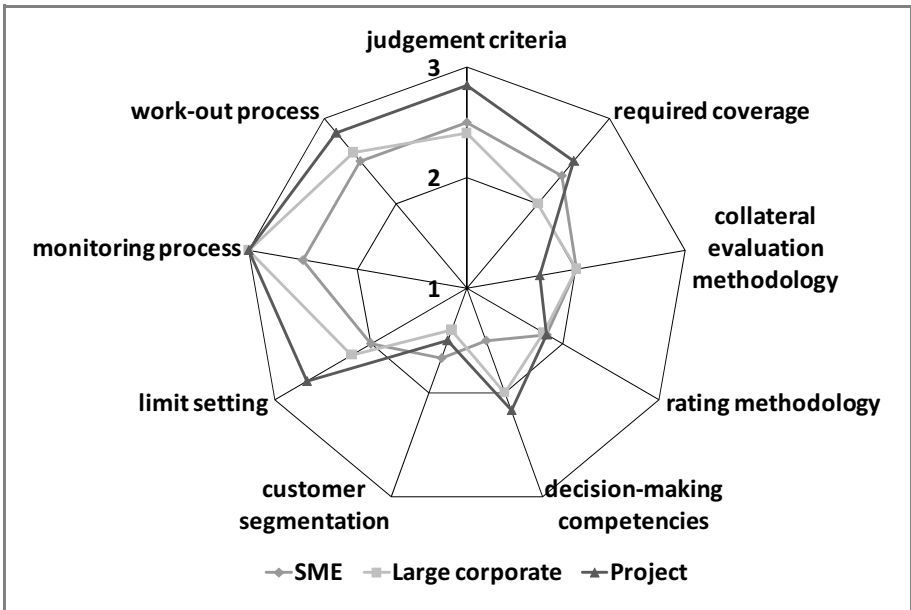 judgement criteria
3
work-out process
required coverage
2
collateral
evaluation
methodology
monitoring process
1
limit setting
rating methodology
customer
segmentation
decision-making
competencies
SME Large corporate Project